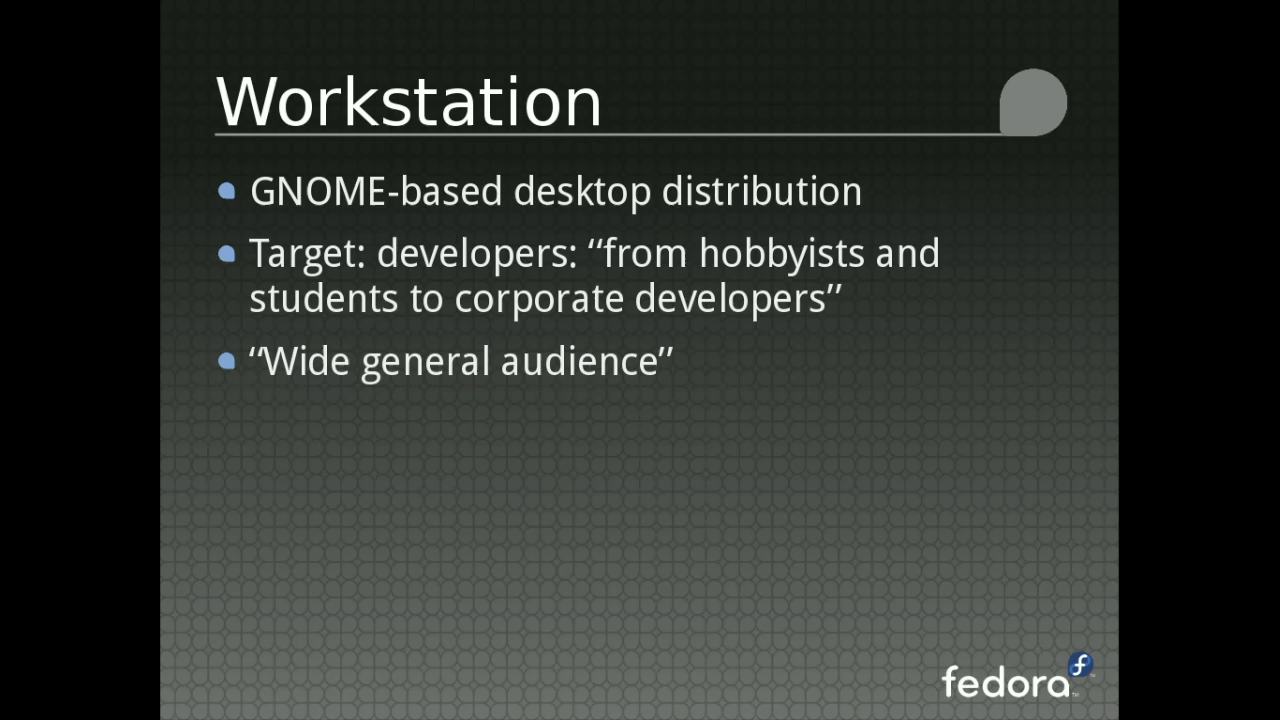 Workstation
GNOME-based desktop distribution
Target: developers: “from hobbyists and
students to corporate developers”
“Wide general audience”
fedora